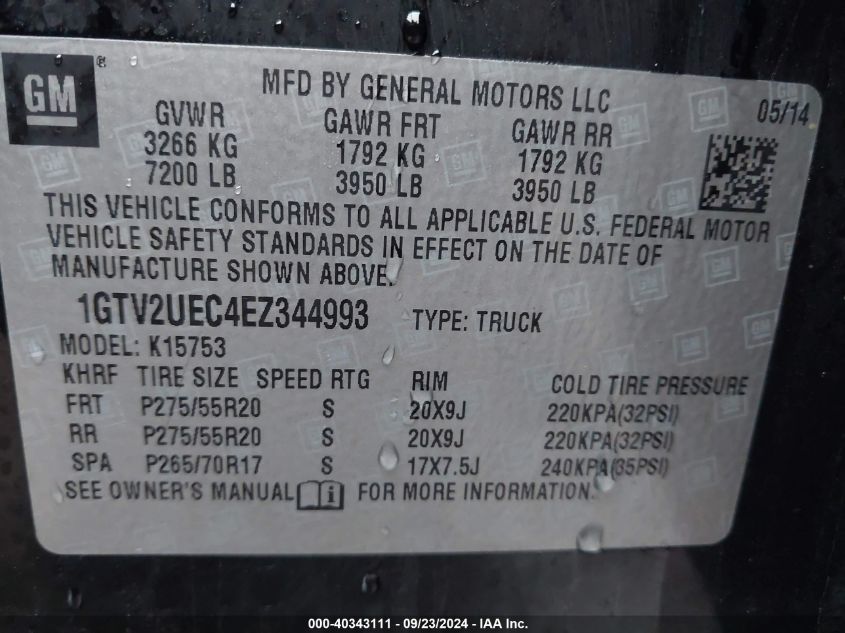 GM ®
MFD BY GENERAL MOTORS LLC
05/14
GVWR GAWR FRT GAWR RR
3266 KG 1792 KG 1792 KG
7200 LB 3950 LB 3950 LB
THIS VEHICLE CONFORMS TO ALL APPLICABLE U.S. FEDERAL MOTOR
VEHICLE SAFETY STANDARDS IN EFFECT ON THE DATE OF
MANUFACTURE SHOWN ABOVE.
1GTV2UEC4EZ344993 TYPE: TRUCK
MODEL: K15753
KHRF TIRE SIZE SPEED RTG RIM COLD TIRE PRESSURE
FRT P275/55R20 S 20X9J 220KPA(32PSI)
RR P275/55R20 S 20X9J 220KPA(32PSI)
SPA P265/70R17 S 17X7.5J 240KPA(35PSI)
SEE OWNER'S MANUAL i FOR MORE INFORMATION.
000-40343111 - 09/23/2024 - IAA Inc.